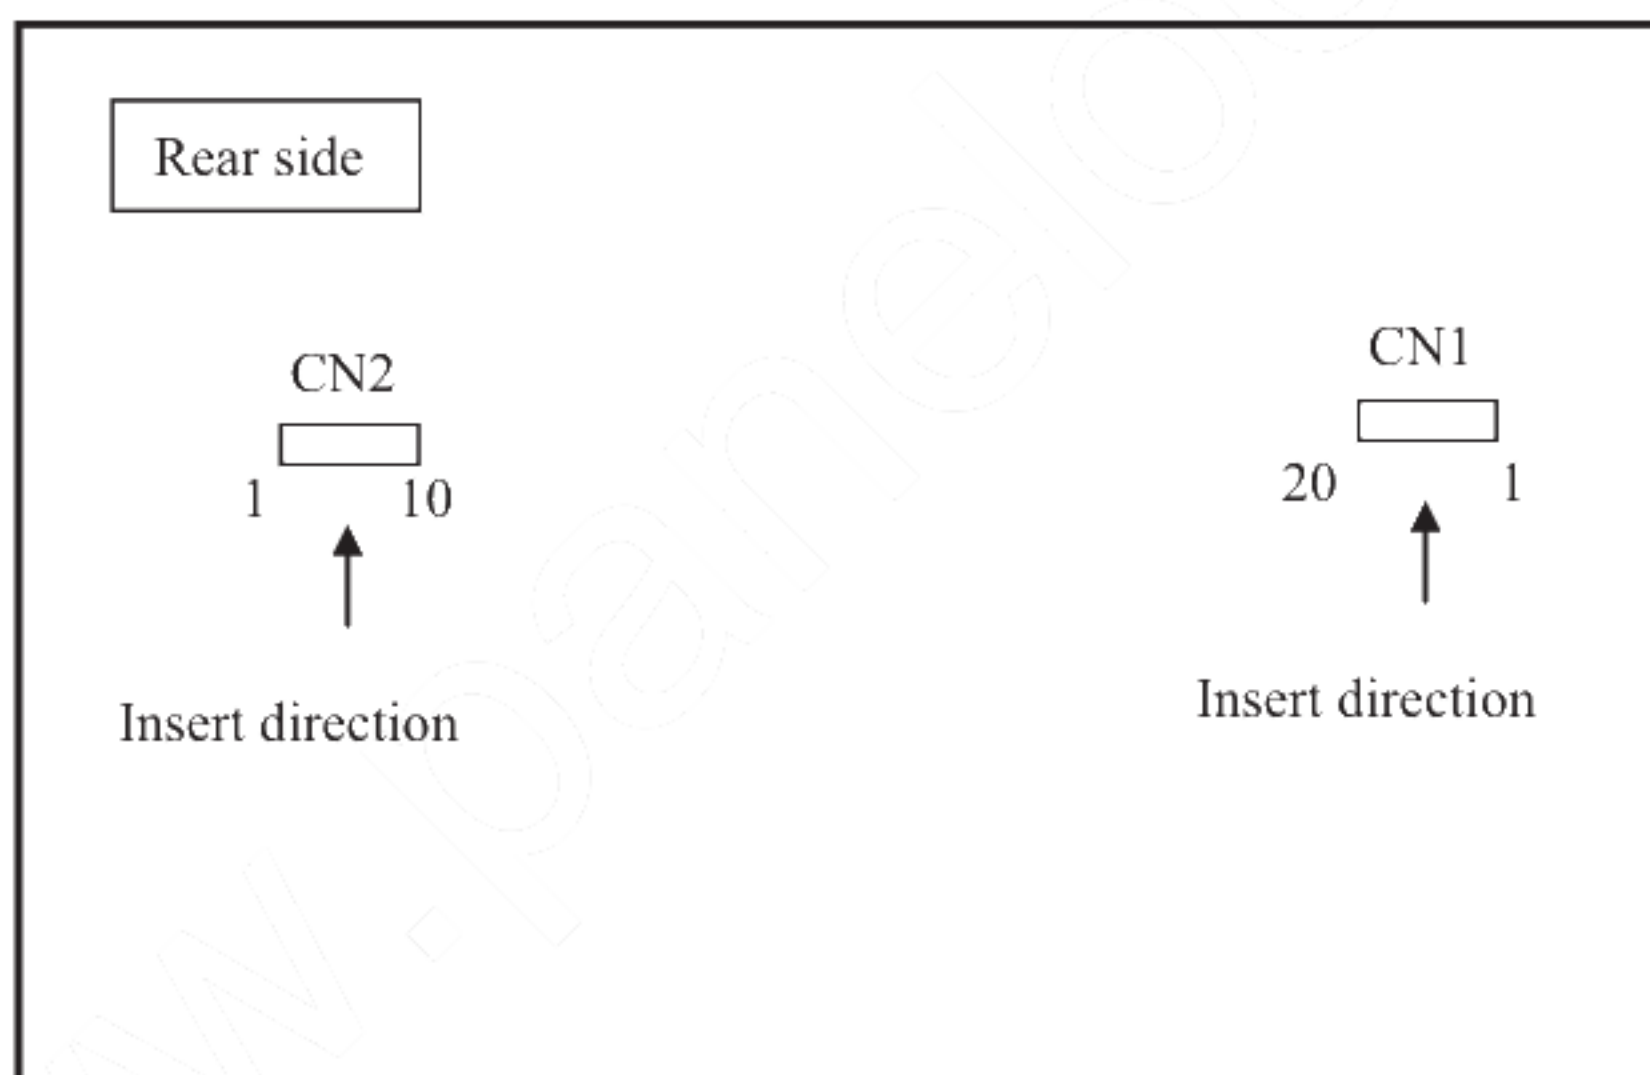 Rear side
CN2
1 10
Insert direction
CN1
20 1
Insert direction